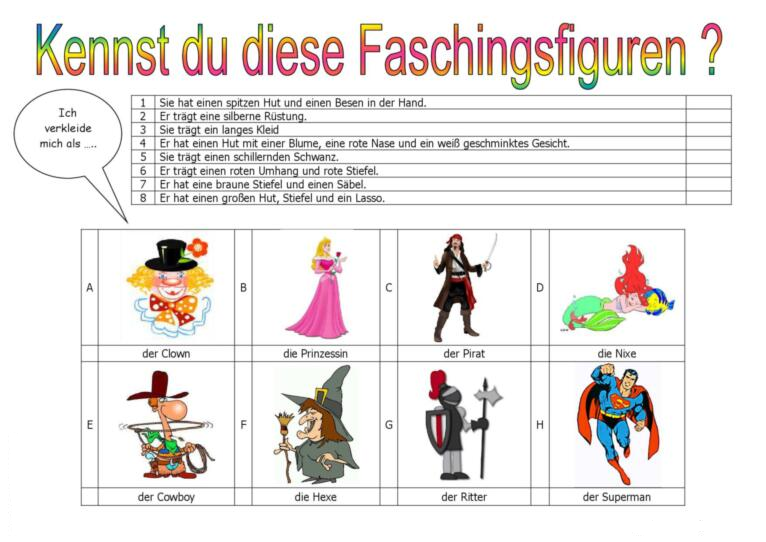 Kennst du diese Faschingsfiguren ?
Ich
verkleide
mich als …..
1 Sie hat einen spitzen Hut und einen Besen in der Hand.
2 Er trägt eine silberne Rüstung.
3 Sie trägt ein langes Kleid
4 Er hat einen Hut mit einer Blume, eine rote Nase und ein weiß geschminktes Gesicht.
5 Sie trägt einen schillernden Schwanz.
6 Er trägt einen roten Umhang und rote Stiefel.
7 Er hat eine braune Stiefel und einen Säbel.
8 Er hat einen großen Hut, Stiefel und ein Lasso.
A B C D
der Clown die Prinzessin der Pirat die Nixe
E F G H
der Cowboy die Hexe der Ritter der Superman